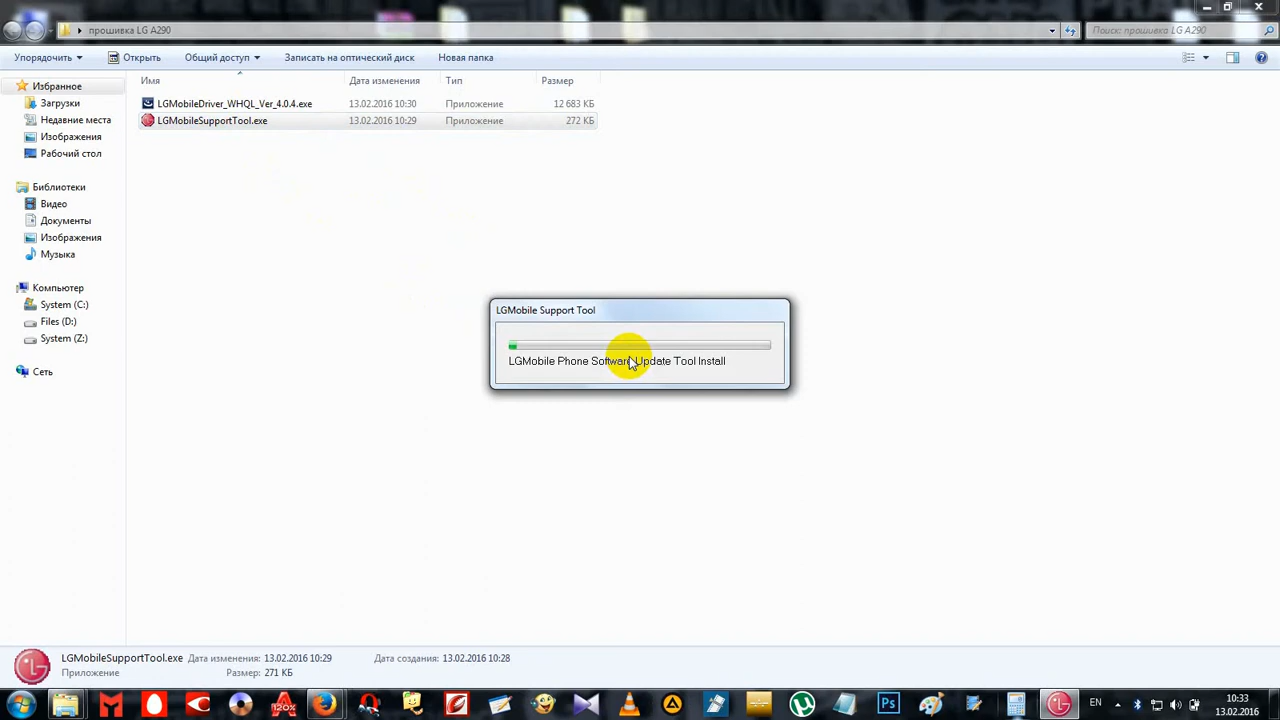 прошивка LG A290
Поиск: прошивка LG A290
Упорядочить
Открыть
Общий доступ
Записать на оптический диск
Новая папка
Избранное
Загрузки
Недавние места
Изображения
Рабочий стол
Библиотеки
Видео
Документы
Изображения
Музыка
Компьютер
System (C:)
Files (D:)
System (Z:)
Сеть
Имя Дата изменения Тип Размер
LGMobileDriver_WHQL_Ver_4.0.4.exe 13.02.2016 10:30 Приложение 12 683 КБ
LGMobileSupportTool.exe 13.02.2016 10:29 Приложение 272 КБ
LGMobile Support Tool
LGMobile Phone Software Update Tool Install
LGMobileSupportTool.exe Дата изменения: 13.02.2016 10:29 Дата создания: 13.02.2016 10:28
Приложение Размер: 271 КБ
120%
Ps
EN
10:33
13.02.2016